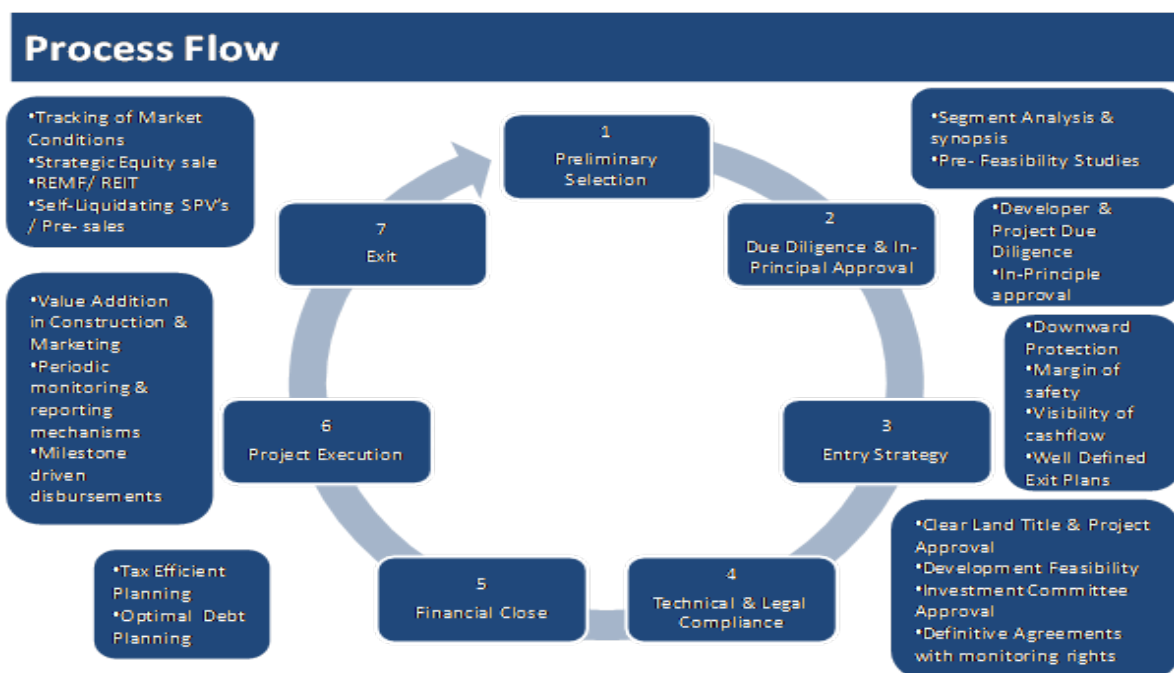 Process Flow
1
Preliminary
Selection
•Segment Analysis &
synopsis
•Pre- Feasibility Studies
2
Due Diligence & In-
Principal Approval
•Developer &
Project Due
Diligence
•In-Principle
approval
3
Entry Strategy
•Downward
Protection
•Margin of
safety
•Visibility of
cashflow
•Well Defined
Exit Plans
4
Technical & Legal
Compliance
•Clear Land Title & Project
Approval
•Development Feasibility
•Investment Committee
Approval
•Definitive Agreements
with monitoring rights
5
Financial Close
•Tax Efficient
Planning
•Optimal Debt
Planning
6
Project Execution
•Value Addition
in Construction &
Marketing
•Periodic
monitoring &
reporting
mechanisms
•Milestone
driven
disbursements
7
Exit
•Tracking of Market
Conditions
•Strategic Equity sale
•REMF/ REIT
•Self-Liquidating SPV's
/ Pre- sales